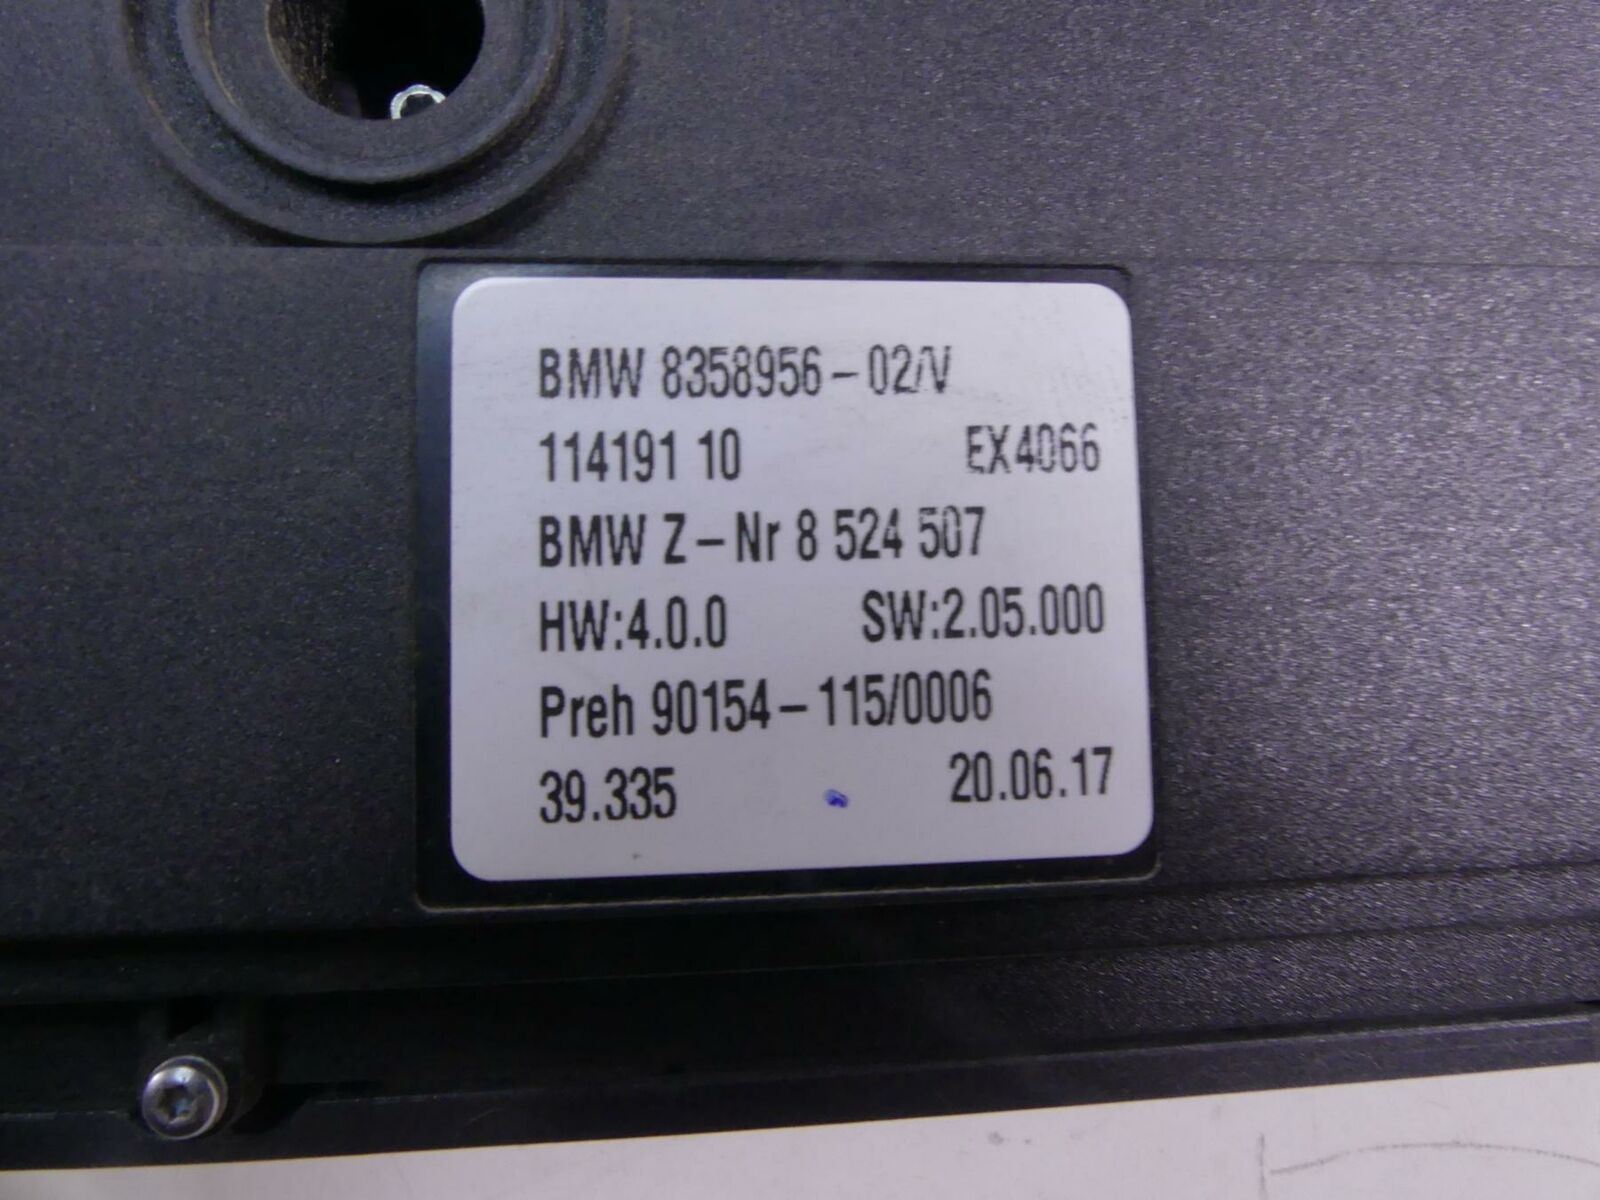 BMW 8358956-02/V
114191 10 EX4066
BMW Z-Nr 8 524 507
HW:4.0.0 SW:2.05.000
Preh 90154-115/0006
39.335 20.06.17